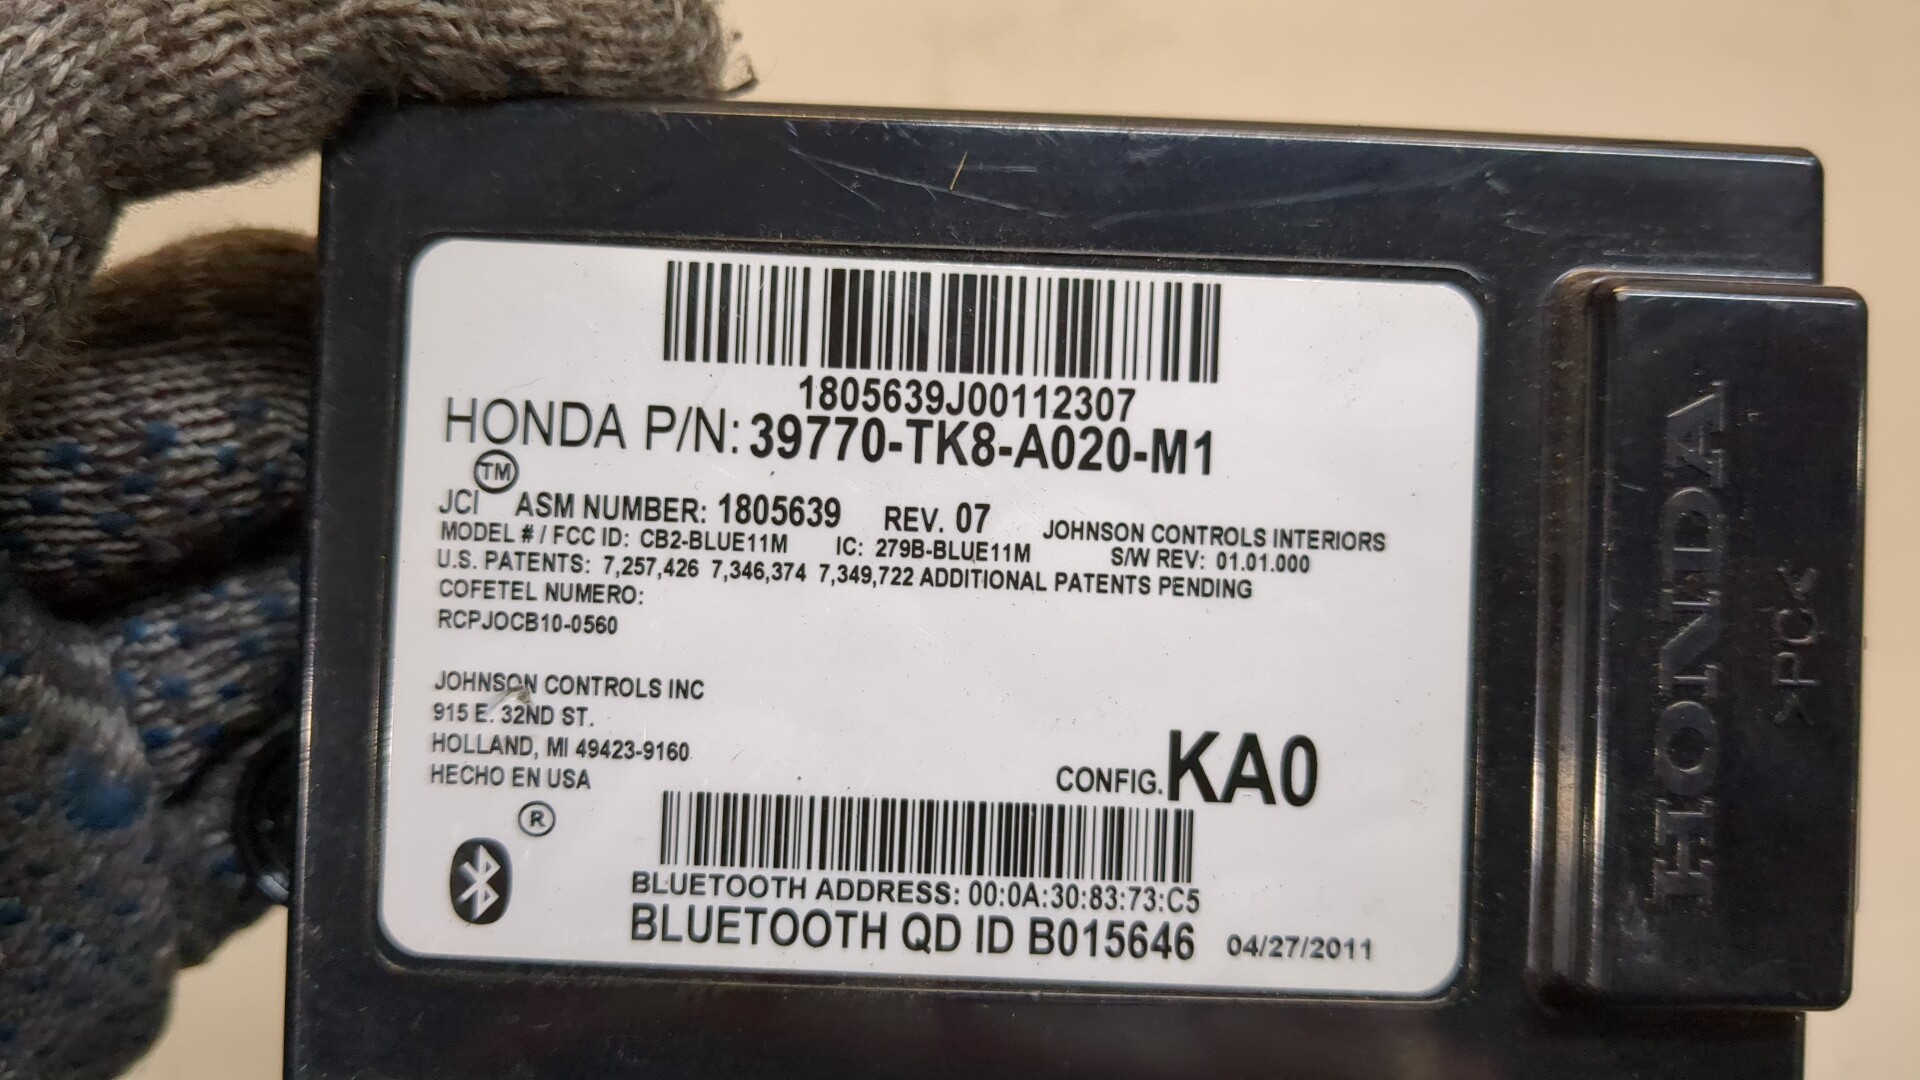 1805639J00112307
HONDA P/N: 39770-TK8-A020-M1
TM
JCI ASM NUMBER: 1805639 REV. 07 JOHNSON CONTROLS INTERIORS
MODEL # / FCC ID: CB2-BLUE11M IC: 279B-BLUE11M S/W REV: 01.01.000
U.S. PATENTS: 7,257,426 7,346,374 7,349,722 ADDITIONAL PATENTS PENDING
COFETEL NUMERO:
RCPJOCB10-0560
JOHNSON CONTROLS INC
915 E. 32ND ST.
HOLLAND, MI 49423-9160
HECHO EN USA
CONFIG. KA0
®
BLUETOOTH ADDRESS: 00:0A:30:83:73:C5
BLUETOOTH QD ID B015646 04/27/2011
HONDA
>PC<